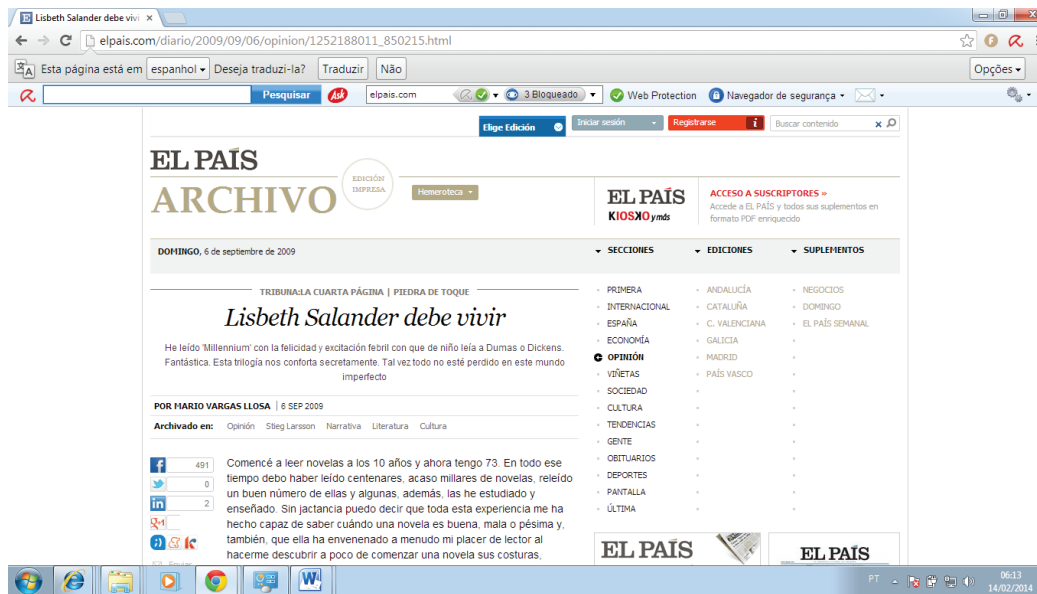 Lisbeth Salander debe vivi
elpais.com/diario/2009/09/06/opinion/1252188011_850215.html
Esta página está em espanhol Deseja traduzi-la? Traduzir Não Opções
Pesquisar Ask elpais.com 3 Bloqueado Web Protection Navegador de segurança
Elige Edición Iniciar sesión Registrarse i Buscar contenido x
EL PAÍS
ARCHIVO
EDICIÓN
IMPRESA
Hemeroteca
EL PAÍS
KIOSKO y más
ACCESO A SUSCRIPTORES »
Accede a EL PAÍS y todos sus suplementos en
formato PDF enriquecido
DOMINGO, 6 de septiembre de 2009
SECCIONES EDICIONES SUPLEMENTOS
TRIBUNA:LA CUARTA PÁGINA | PIEDRA DE TOQUE
Lisbeth Salander debe vivir
He leído 'Millennium' con la felicidad y excitación febril con que de niño leía a Dumas o Dickens.
Fantástica. Esta trilogía nos conforta secretamente. Tal vez todo no esté perdido en este mundo
imperfecto
POR MARIO VARGAS LLOSA | 6 SEP 2009
Archivado en: Opinión Stieg Larsson Narrativa Literatura Cultura
491
0
2
g+1
Comencé a leer novelas a los 10 años y ahora tengo 73. En todo ese
tiempo debo haber leído centenares, acaso millares de novelas, releído
un buen número de ellas y algunas, además, las he estudiado y
enseñado. Sin jactancia puedo decir que toda esta experiencia me ha
hecho capaz de saber cuándo una novela es buena, mala o pésima y,
también, que ella ha envenenado a menudo mi placer de lector al
hacerme descubrir a poco de comenzar una novela sus costuras,
PRIMERA ANDALUCÍA NEGOCIOS
INTERNACIONAL CATALUÑA DOMINGO
ESPAÑA C. VALENCIANA EL PAÍS SEMANAL
ECONOMÍA GALICIA
OPINIÓN MADRID
VIÑETAS PAÍS VASCO
SOCIEDAD
CULTURA
TENDENCIAS
GENTE
OBITUARIOS
DEPORTES
PANTALLA
ÚLTIMA
EL PAÍS EL PAÍS
PT 06:13
14/02/2014